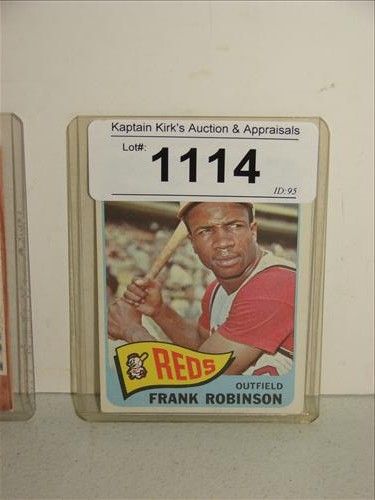 Kaptain Kirk's Auction & Appraisals
Lot#:
1114
ID:95
REDS
OUTFIELD
FRANK ROBINSON